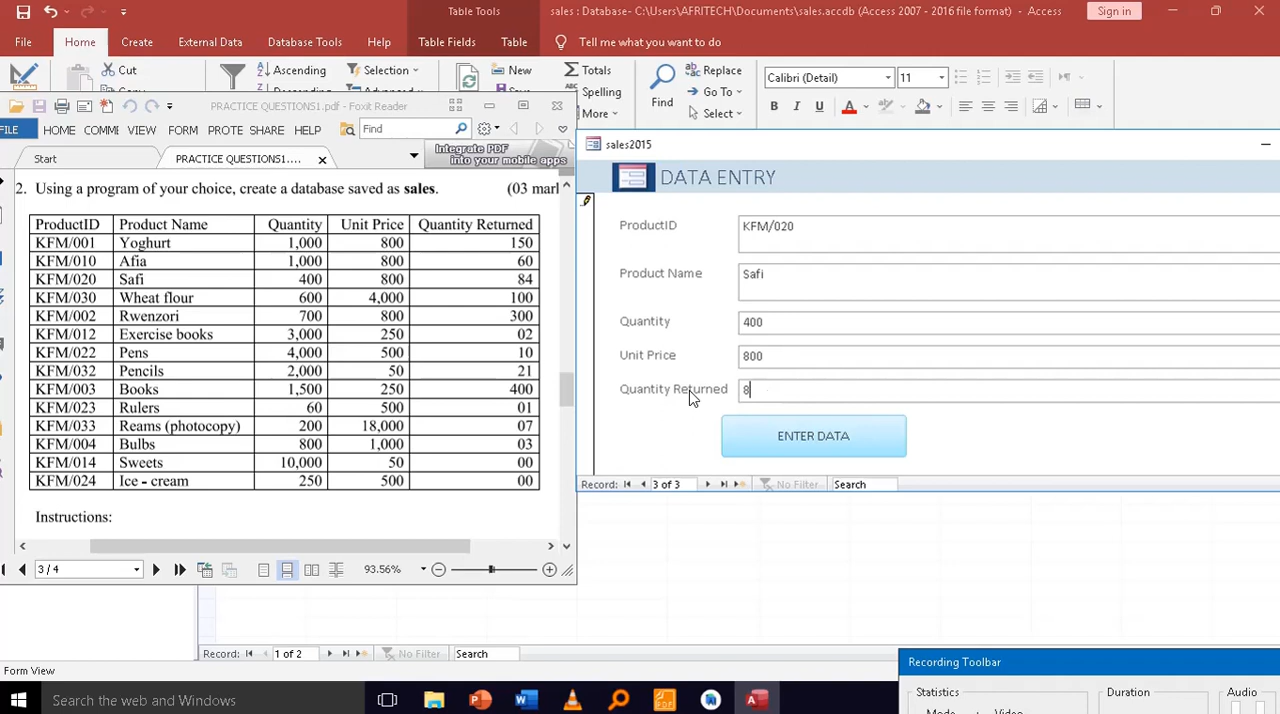 Table Tools
sales : Database- C:\Users\AFRITECH\Documents\sales.accdb (Access 2007 - 2016 file format) - Access
Sign in
File
Home
Create
External Data
Database Tools
Help
Table Fields
Table
Tell me what you want to do
Cut
Ascending
Selection
New
Totals
Replace
Calibri (Detail)
11
Descending
Spelling
Find
Go To
More
Select
B I U
PRACTICE QUESTIONS1.pdf - Foxit Reader
FILE
HOME
COMME
VIEW
FORM
PROTE
SHARE
HELP
Find
Start
PRACTICE QUESTIONS1....
Integrate PDF
into your mobile apps
2. Using a program of your choice, create a database saved as sales. (03 mar
ProductID Product Name Quantity Unit Price Quantity Returned
KFM/001 Yoghurt 1,000 800 150
KFM/010 Afia 1,000 800 60
KFM/020 Safi 400 800 84
KFM/030 Wheat flour 600 4,000 100
KFM/002 Rwenzori 700 800 300
KFM/012 Exercise books 3,000 250 02
KFM/022 Pens 4,000 500 10
KFM/032 Pencils 2,000 50 21
KFM/003 Books 1,500 250 400
KFM/023 Rulers 60 500 01
KFM/033 Reams (photocopy) 200 18,000 07
KFM/004 Bulbs 800 1,000 03
KFM/014 Sweets 10,000 50 00
KFM/024 Ice - cream 250 500 00
Instructions:
3 / 4
93.56%
sales2015
DATA ENTRY
ProductID KFM/020
Product Name Safi
Quantity 400
Unit Price 800
Quantity Returned 8
ENTER DATA
Record: 3 of 3 No Filter Search
Record: 1 of 2 No Filter Search
Form View
Recording Toolbar
Statistics
Duration
Audio
Search the web and Windows